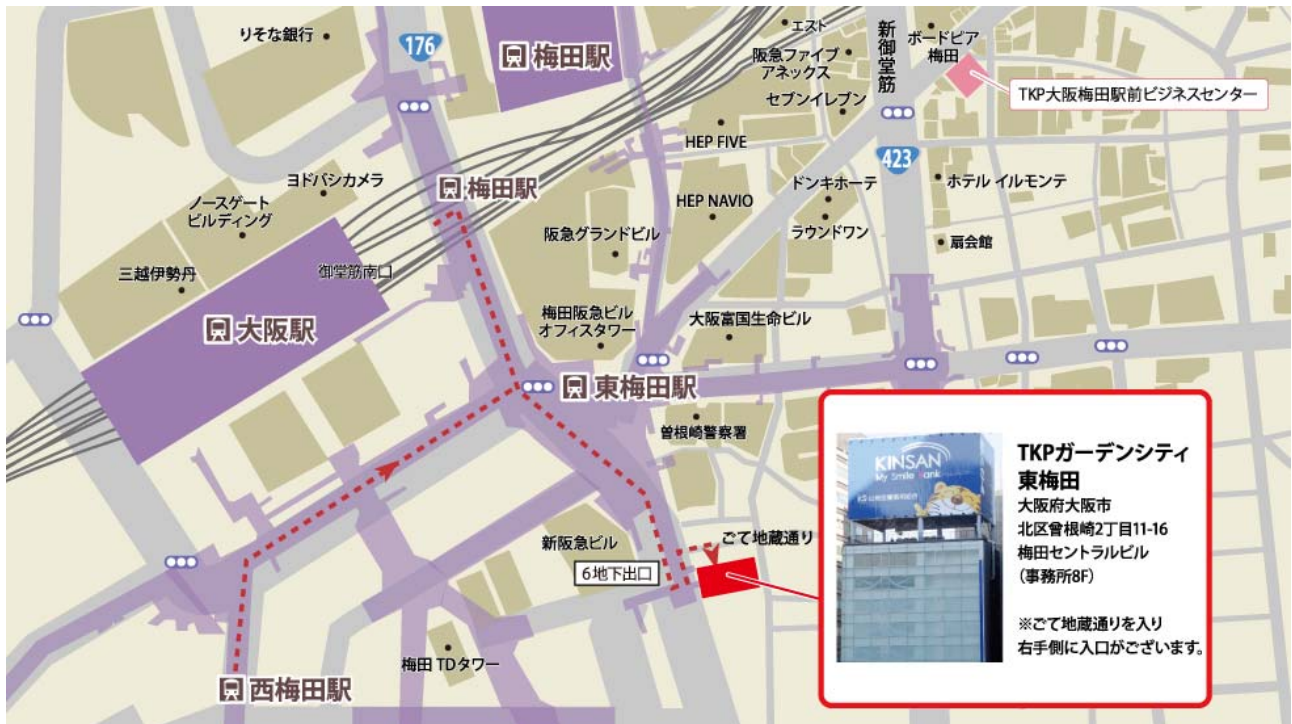 りそな銀行
176
梅田駅
エスト
阪急ファイブ
アネックス
セブンイレブン
新御堂筋
ボードピア
梅田
TKP大阪梅田駅前ビジネスセンター
HEP FIVE
423
ヨドバシカメラ
梅田駅
ノースゲート
ビルディング
HEP NAVIO
ドンキホーテ
ホテル イルモンテ
阪急グランドビル
ラウンドワン
扇会館
三越伊勢丹
御堂筋南口
大阪駅
梅田阪急ビル
オフィスタワー
大阪富国生命ビル
東梅田駅
曽根崎警察署
新阪急ビル
6地下出口
ごて地蔵通り
梅田 TDタワー
西梅田駅
KINSAN
My Smile Bank
TKPガーデンシティ
東梅田
大阪府大阪市
北区曾根崎2丁目11-16
梅田セントラルビル
（事務所8F）
※ごて地蔵通りを入り
右手側に入口がございます。